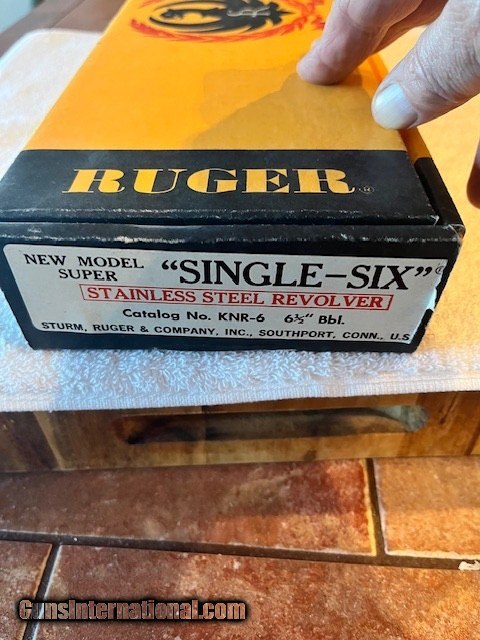 RUGER®
NEW MODEL SUPER "SINGLE-SIX"®
STAINLESS STEEL REVOLVER
Catalog No. KNR-6 6½" Bbl.
STURM, RUGER & COMPANY, INC., SOUTHPORT, CONN., U.S
GunsInternational.com